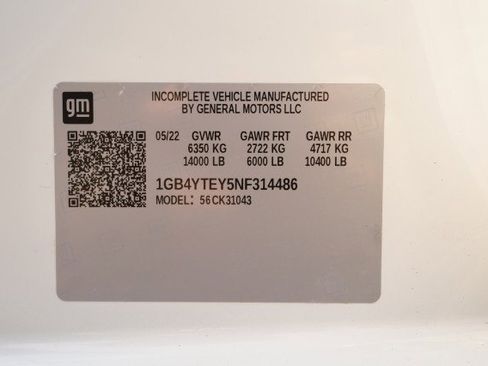 gm
INCOMPLETE VEHICLE MANUFACTURED
BY GENERAL MOTORS LLC
05/22 GVWR GAWR FRT GAWR RR
6350 KG 2722 KG 4717 KG
14000 LB 6000 LB 10400 LB
1GB4YTEY5NF314486
MODEL: 56CK31043